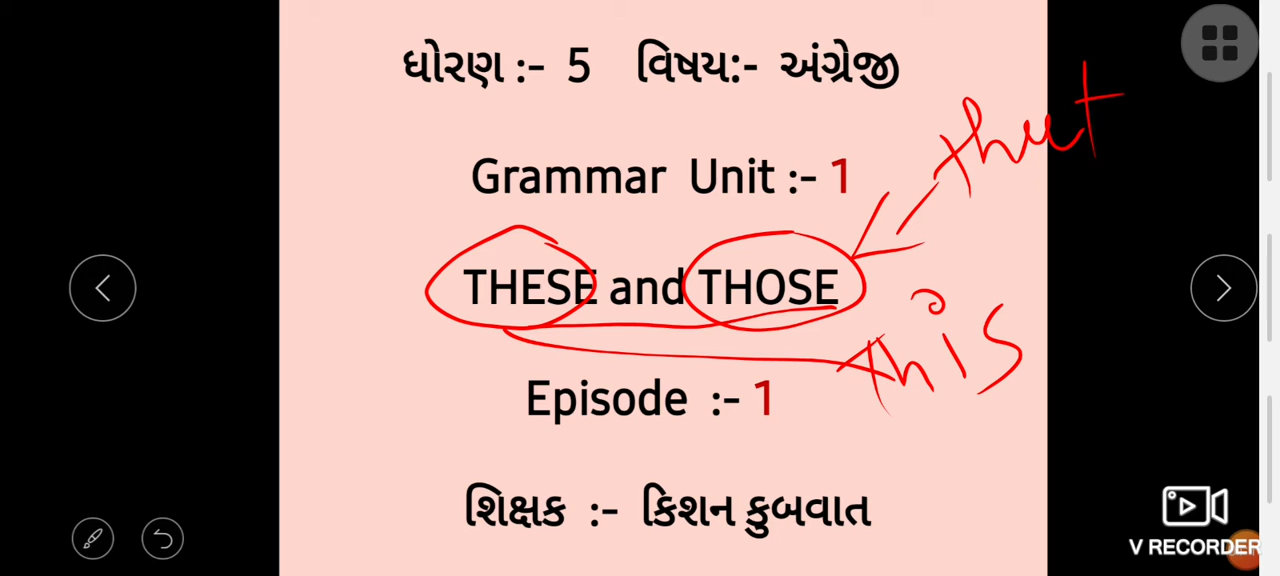 ધોરણ :- 5 વિષય:- અંગ્રેજી
that
Grammar Unit :- 1
THESE and THOSE
this
Episode :- 1
શિક્ષક :- કિશન કુબવાત
V RECORDER